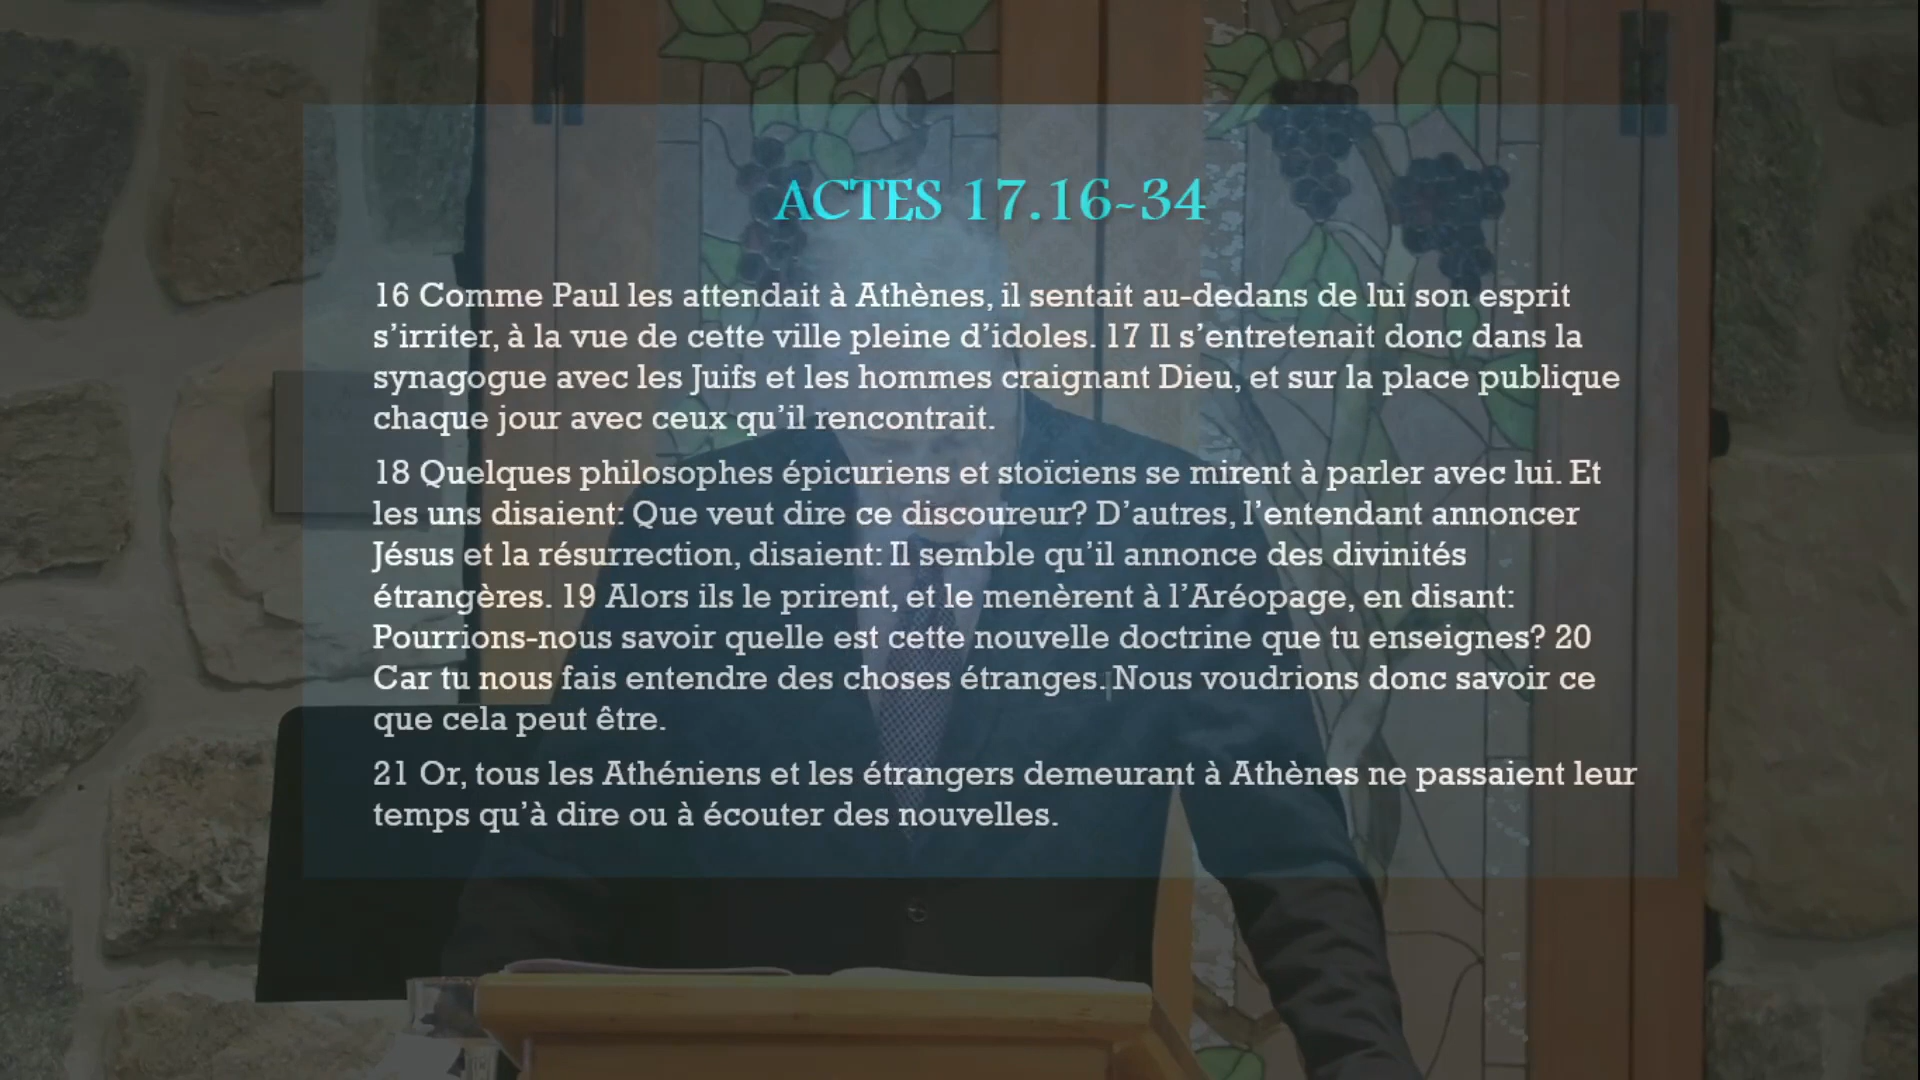 ACTES 17.16-34
16 Comme Paul les attendait à Athènes, il sentait au-dedans de lui son esprit
s’irriter, à la vue de cette ville pleine d’idoles. 17 Il s’entretenait donc dans la
synagogue avec les Juifs et les hommes craignant Dieu, et sur la place publique
chaque jour avec ceux qu’il rencontrait.
18 Quelques philosophes épicuriens et stoïciens se mirent à parler avec lui. Et
les uns disaient: Que veut dire ce discoureur? D’autres, l’entendant annoncer
Jésus et la résurrection, disaient: Il semble qu’il annonce des divinités
étrangères. 19 Alors ils le prirent, et le menèrent à l’Aréopage, en disant:
Pourrions-nous savoir quelle est cette nouvelle doctrine que tu enseignes? 20
Car tu nous fais entendre des choses étranges. Nous voudrions donc savoir ce
que cela peut être.
21 Or, tous les Athéniens et les étrangers demeurant à Athènes ne passaient leur
temps qu’à dire ou à écouter des nouvelles.